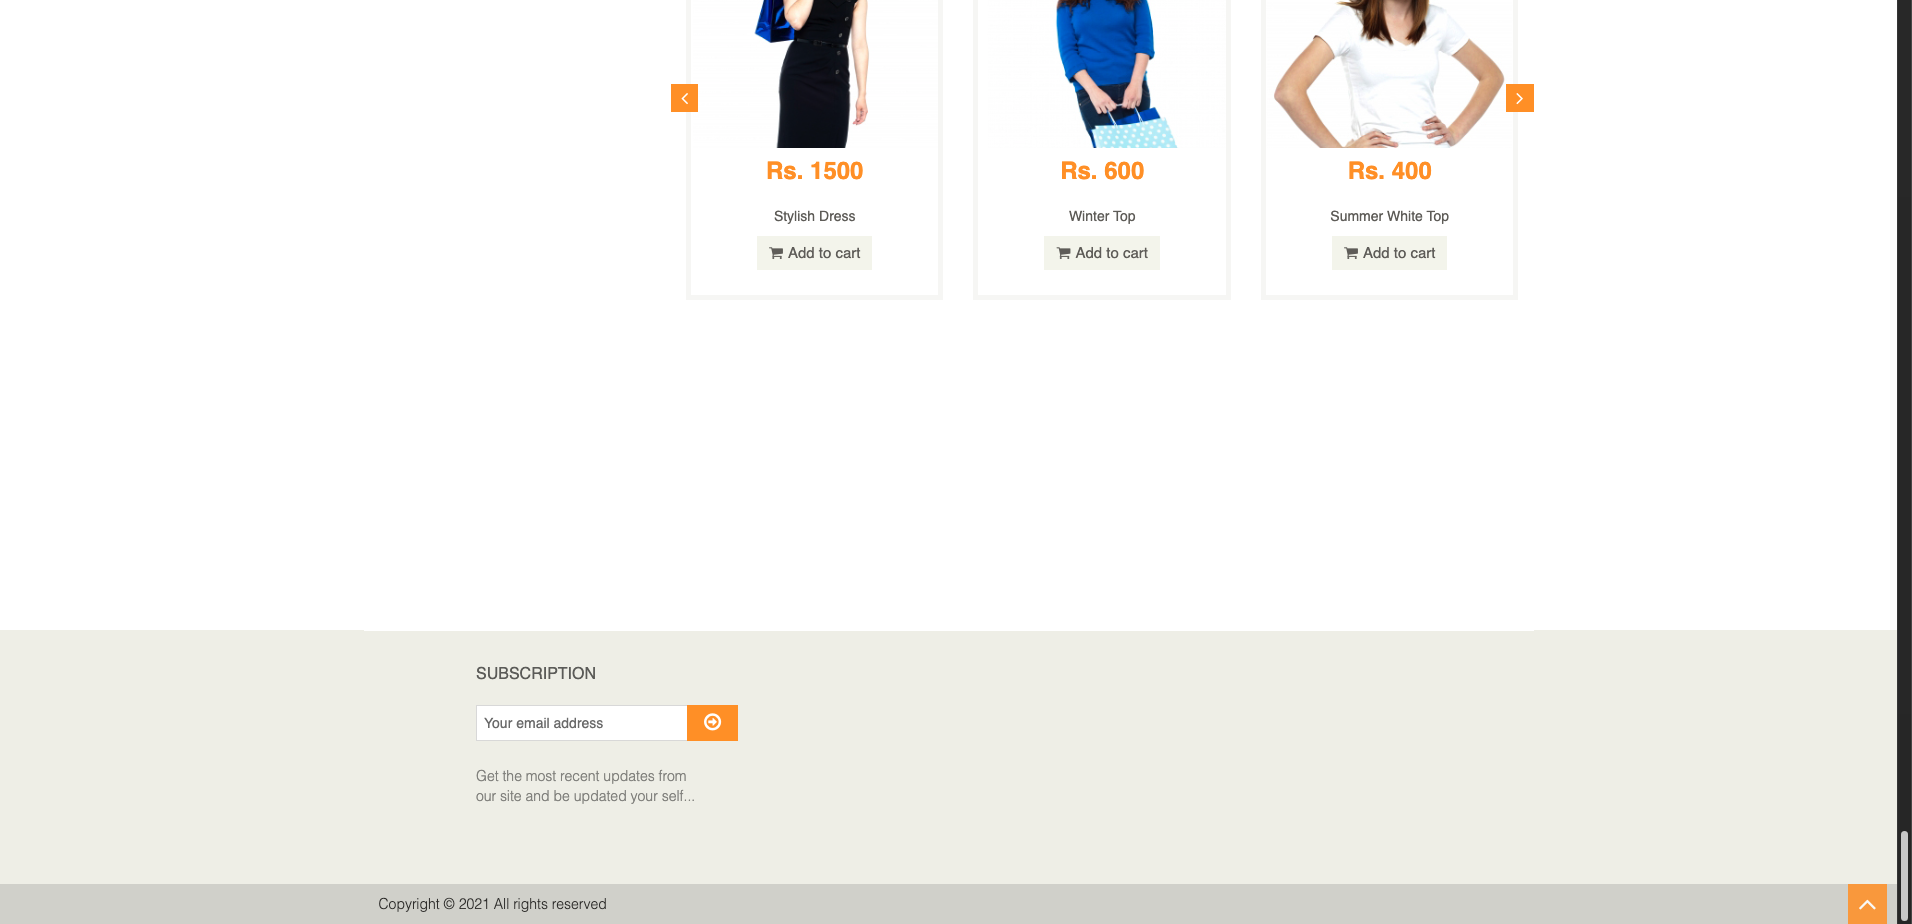 Rs. 1500
Stylish Dress
Add to cart
Rs. 600
Winter Top
Add to cart
Rs. 400
Summer White Top
Add to cart
SUBSCRIPTION
Your email address
Get the most recent updates from
our site and be updated your self...
Copyright © 2021 All rights reserved